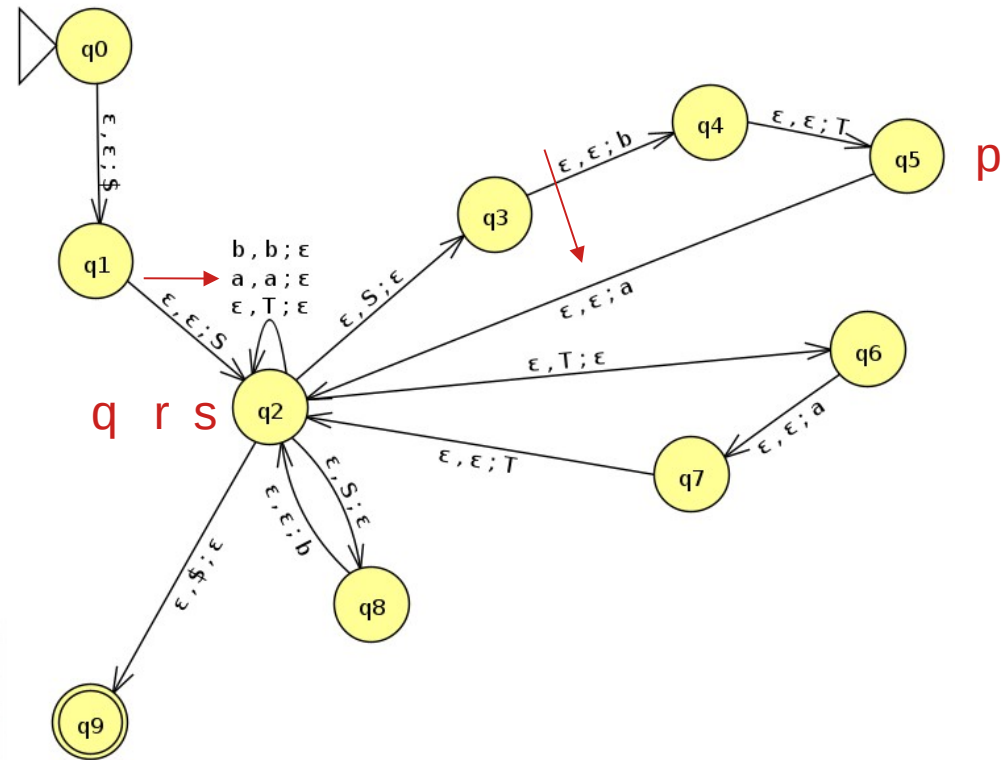 q0
ε,ε;$
q1
b,b;ε
a,a;ε
ε,T;ε
ε,ε;S
ε,S;ε
q3
ε,ε;b
q4
ε,ε;T
q5
p
ε,ε;a
q r s
q2
ε,T;ε
q6
ε,ε;a
q7
ε,ε;T
ε,S;ε
ε,ε;b
q8
ε,$;ε
q9